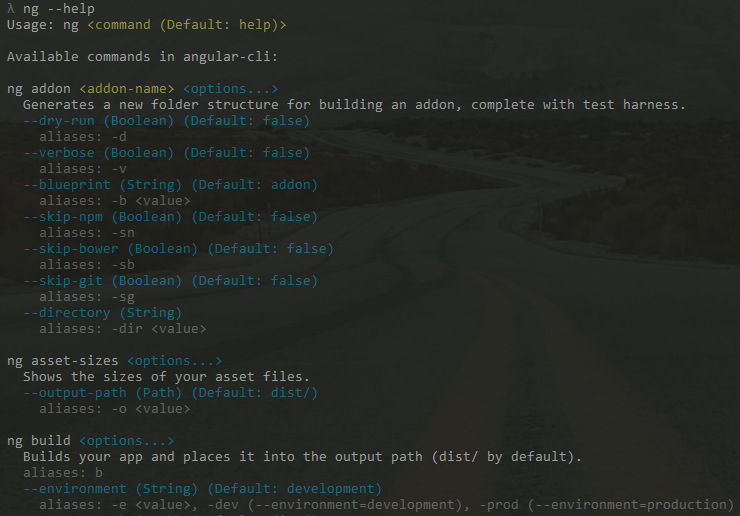 λ ng --help
Usage: ng <command (Default: help)>
Available commands in angular-cli:
ng addon <addon-name> <options...>
Generates a new folder structure for building an addon, complete with test harness.
--dry-run (Boolean) (Default: false)
aliases: -d
--verbose (Boolean) (Default: false)
aliases: -v
--blueprint (String) (Default: addon)
aliases: -b <value>
--skip-npm (Boolean) (Default: false)
aliases: -sn
--skip-bower (Boolean) (Default: false)
aliases: -sb
--skip-git (Boolean) (Default: false)
aliases: -sg
--directory (String)
aliases: -dir <value>
ng asset-sizes <options...>
Shows the sizes of your asset files.
--output-path (Path) (Default: dist/)
aliases: -o <value>
ng build <options...>
Builds your app and places it into the output path (dist/ by default).
aliases: b
--environment (String) (Default: development)
aliases: -e <value>, -dev (--environment=development), -prod (--environment=production)